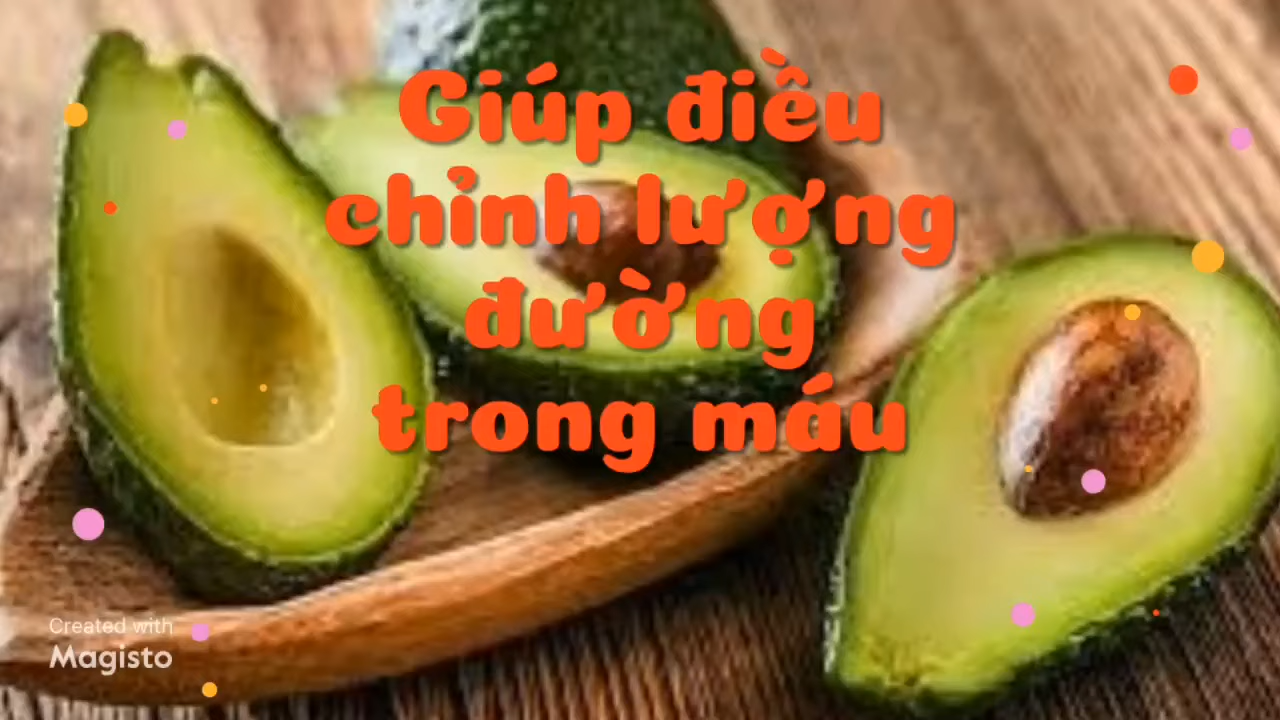 Giúp điều
chỉnh lượng
đường
trong máu
Created with
Magisto